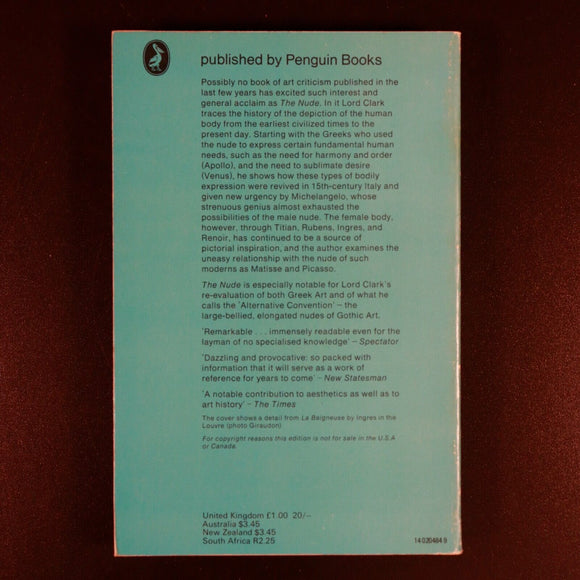 published by Penguin Books
Possibly no book of art criticism published in the
last few years has excited such interest and
general acclaim as The Nude. In it Lord Clark
traces the history of the depiction of the human
body from the earliest civilized times to the
present day. Starting with the Greeks who used
the nude to express certain fundamental human
needs, such as the need for harmony and order
(Apollo), and the need to sublimate desire
(Venus), he shows how these types of bodily
expression were revived in 15th-century Italy and
given new urgency by Michelangelo, whose
strenuous genius almost exhausted the
possibilities of the male nude. The female body,
however, through Titian, Rubens, Ingres, and
Renoir, has continued to be a source of
pictorial inspiration, and the author examines the
uneasy relationship with the nude of such
moderns as Matisse and Picasso.
The Nude is especially notable for Lord Clark's
re-evaluation of both Greek Art and of what he
calls the 'Alternative Convention' – the
large-bellied, elongated nudes of Gothic Art.
'Remarkable . . . immensely readable even for the
layman of no specialised knowledge' – Spectator
'Dazzling and provocative: so packed with
information that it will serve as a work of
reference for years to come' – New Statesman
'A notable contribution to aesthetics as well as to
art history' – The Times
The cover shows a detail from La Baigneuse by Ingres in the
Louvre (photo Giraudon)
For copyright reasons this edition is not for sale in the U.S.A
or Canada.
United Kingdom £1.00 20/–
Australia $3.45
New Zealand $3.45
South Africa R2.25
14 020484 9